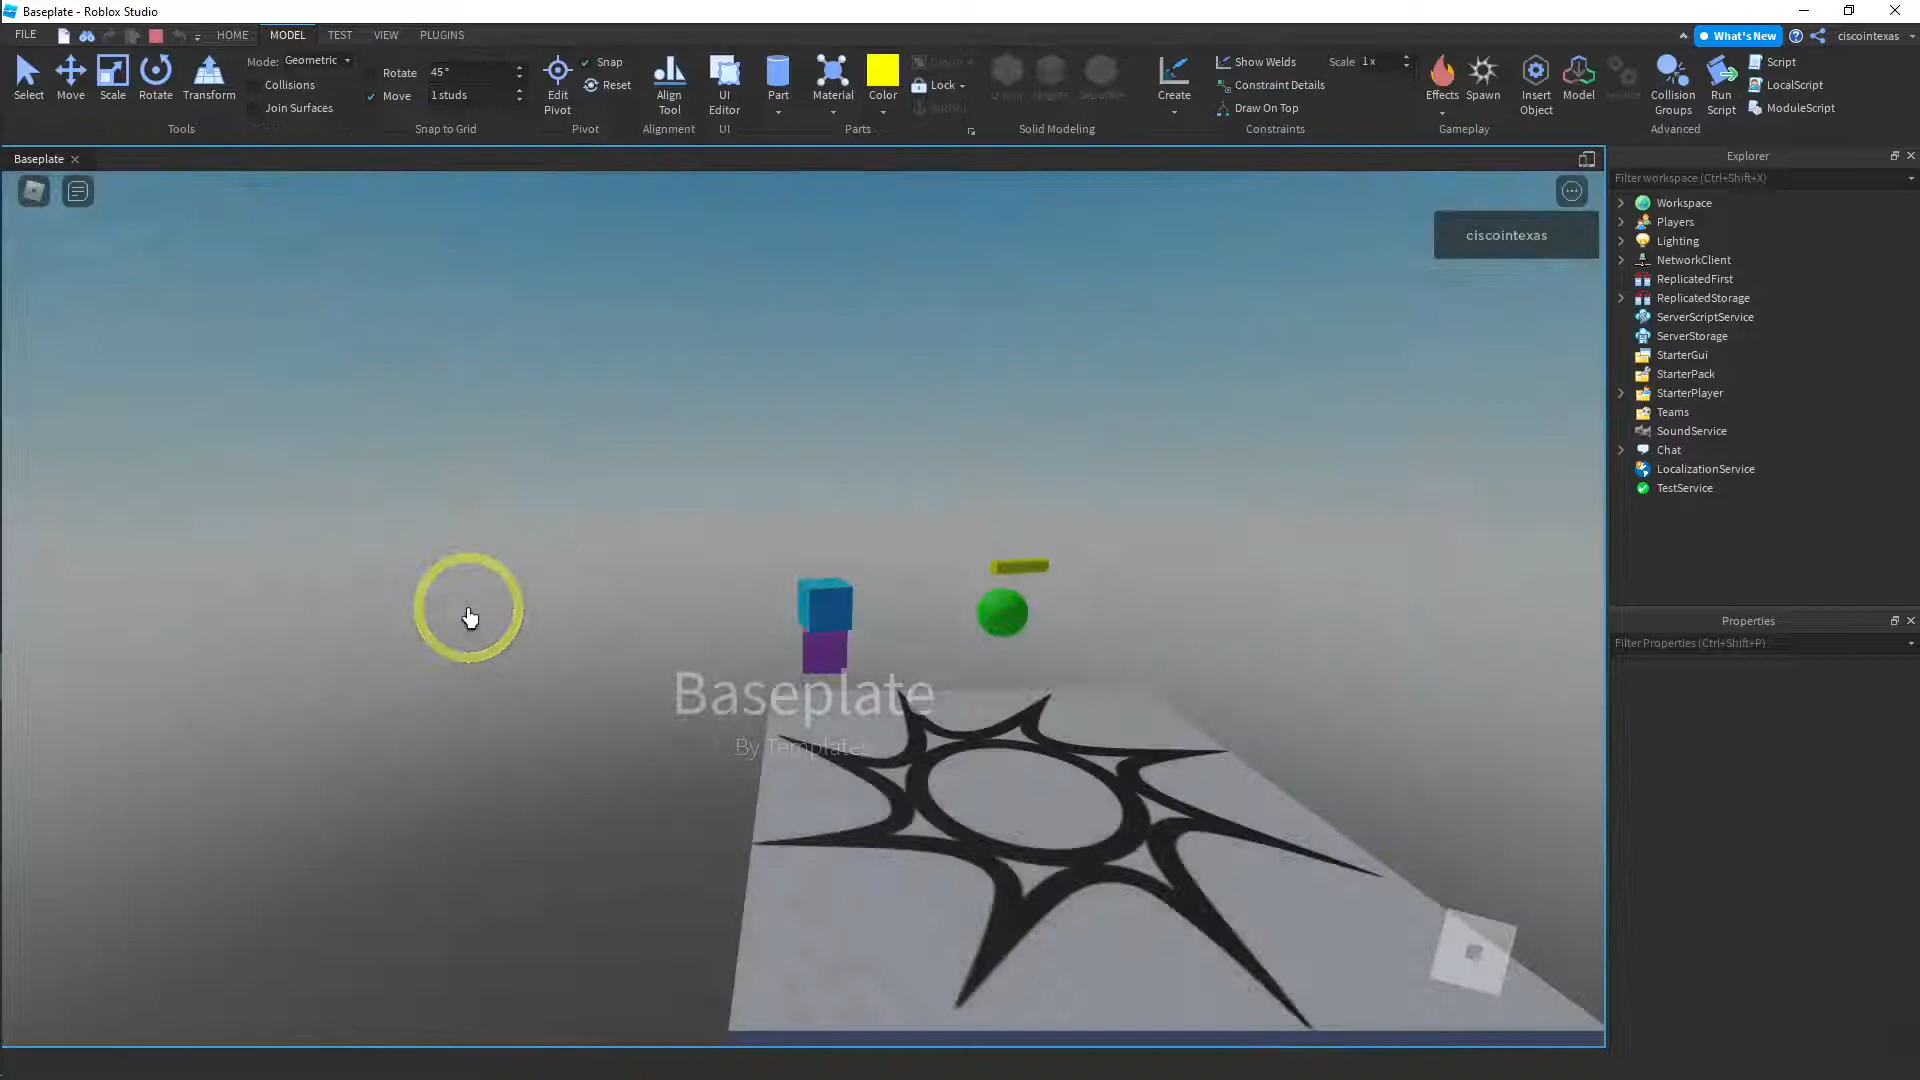 Baseplate - Roblox Studio
FILE HOME MODEL TEST VIEW PLUGINS What's New ciscointexas
Select Move Scale Rotate Transform
Mode: Geometric
Collisions
Join Surfaces
Tools
Rotate 45°
Move 1 studs
Snap to Grid
Edit Pivot
Snap
Reset
Pivot
Align Tool
Alignment
UI Editor
UI
Part Material Color
Lock
Parts
Solid Modeling
Create
Show Welds Scale 1x
Constraint Details
Draw On Top
Constraints
Effects Spawn
Gameplay
Insert Object
Model
Collision Groups
Run Script
Script
LocalScript
ModuleScript
Advanced
Baseplate
ciscointexas
Baseplate
By Templates
Explorer
Filter workspace (Ctrl+Shift+X)
Workspace
Players
Lighting
NetworkClient
ReplicatedFirst
ReplicatedStorage
ServerScriptService
ServerStorage
StarterGui
StarterPack
StarterPlayer
Teams
SoundService
Chat
LocalizationService
TestService
Properties
Filter Properties (Ctrl+Shift+P)